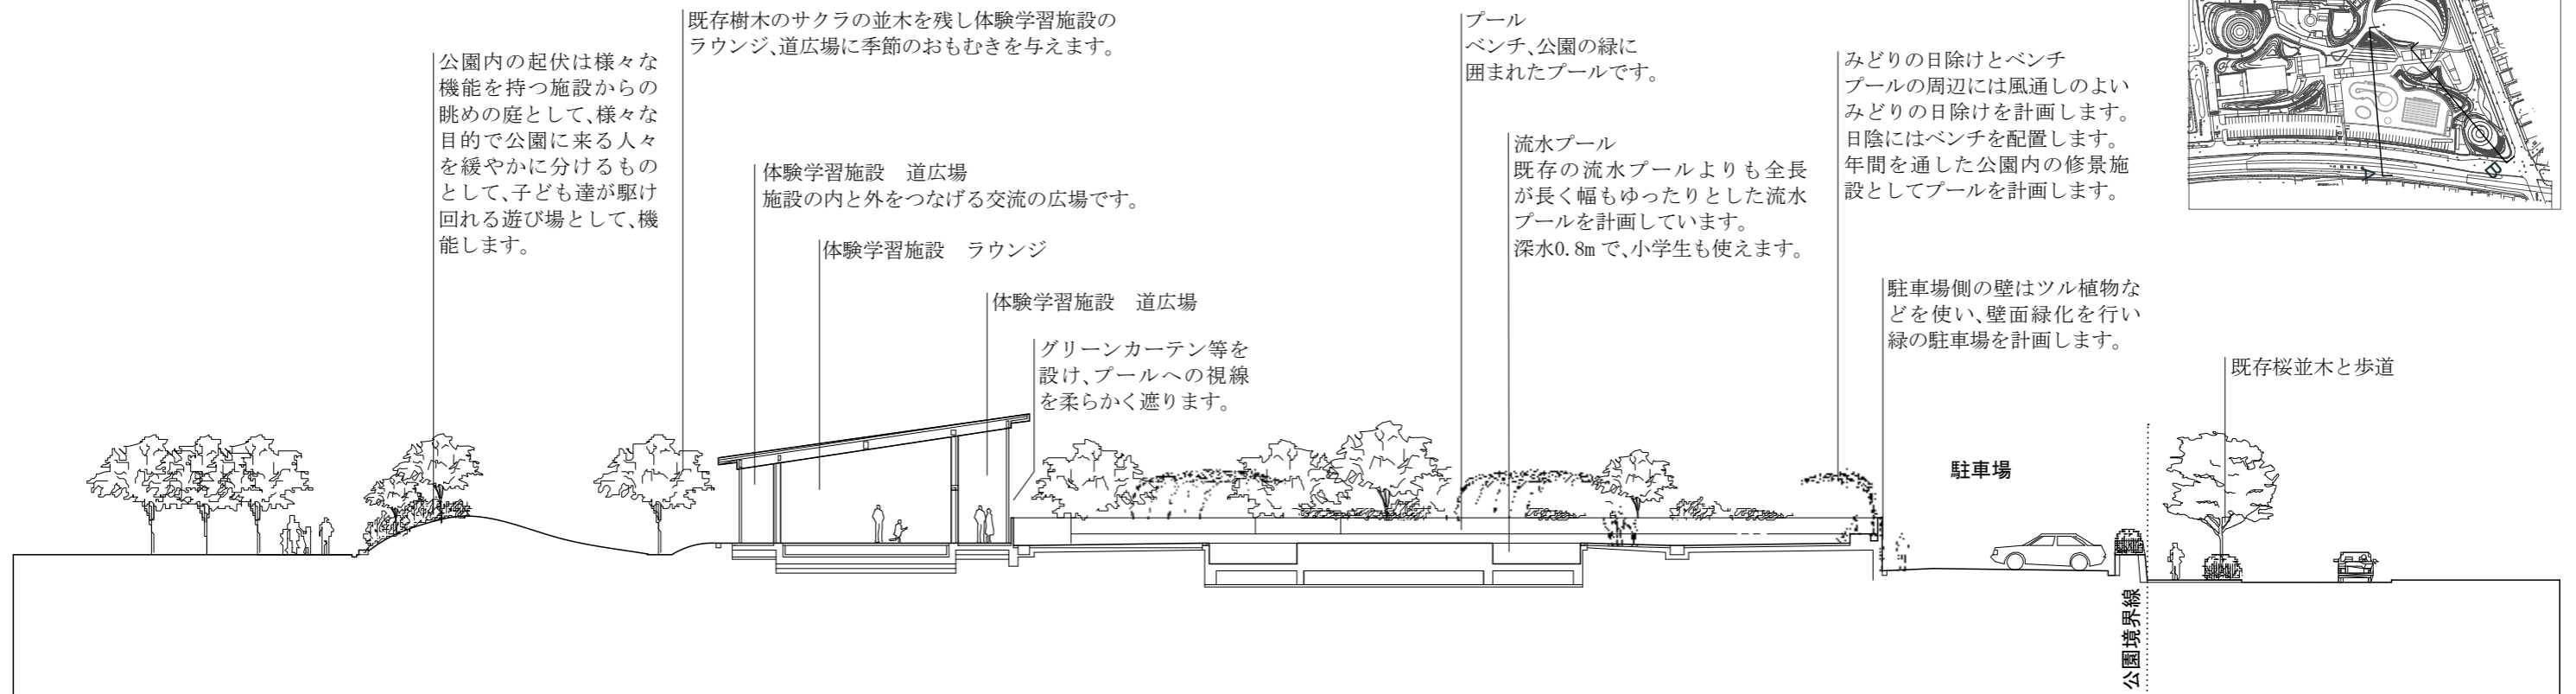 公園内の起伏は様々な
機能を持つ施設からの
眺めの庭として、様々な
目的で公園に来る人々
を緩やかに分けるもの
として、子ども達が駆け
回れる遊び場として、機
能します。
既存樹木のサクラの並木を残し体験学習施設の
ラウンジ、道広場に季節のおもむきを与えます。
体験学習施設　道広場
施設の内と外をつなげる交流の広場です。
体験学習施設　ラウンジ
体験学習施設　道広場
グリーンカーテン等を
設け、プールへの視線
を柔らかく遮ります。
プール
ベンチ、公園の緑に
囲まれたプールです。
流水プール
既存の流水プールよりも全長
が長く幅もゆったりとした流水
プールを計画しています。
深水0.8mで、小学生も使えます。
みどりの日除けとベンチ
プールの周辺には風通しのよい
みどりの日除けを計画します。
日陰にはベンチを配置します。
年間を通した公園内の修景施
設としてプールを計画します。
駐車場側の壁はツル植物な
どを使い、壁面緑化を行い
緑の駐車場を計画します。
既存桜並木と歩道
駐車場
公園境界線
A
B